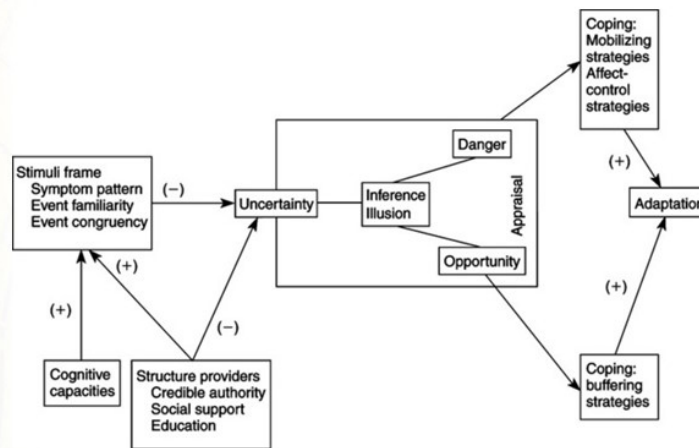 Coping:
Mobilizing
strategies
Affect-
control
strategies
Danger
(+)
Stimuli frame
Symptom pattern
Event familiarity
Event congruency
(−)
Uncertainty
Inference
Illusion
Appraisal
Adaptation
Opportunity
(+)
(+)
(+)
(−)
Cognitive
capacities
Structure providers
Credible authority
Social support
Education
Coping:
buffering
strategies